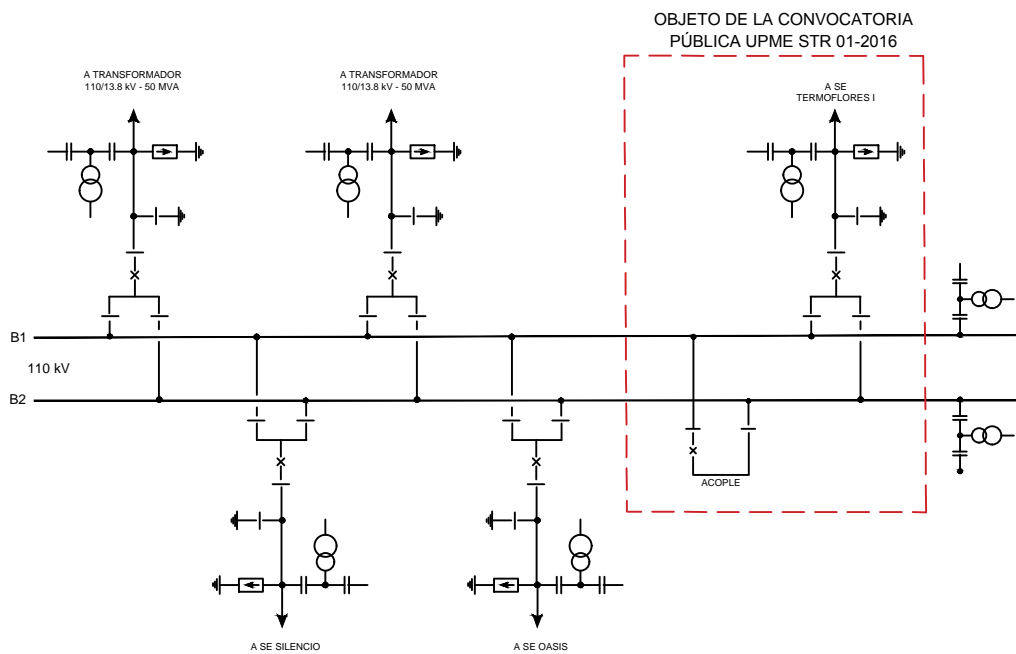 OBJETO DE LA CONVOCATORIA
PÚBLICA UPME STR 01-2016
A TRANSFORMADOR
110/13.8 kV - 50 MVA
A TRANSFORMADOR
110/13.8 kV - 50 MVA
A SE
TERMOFLORES I
B1
110 kV
B2
ACOPLE
A SE SILENCIO
A SE OASIS